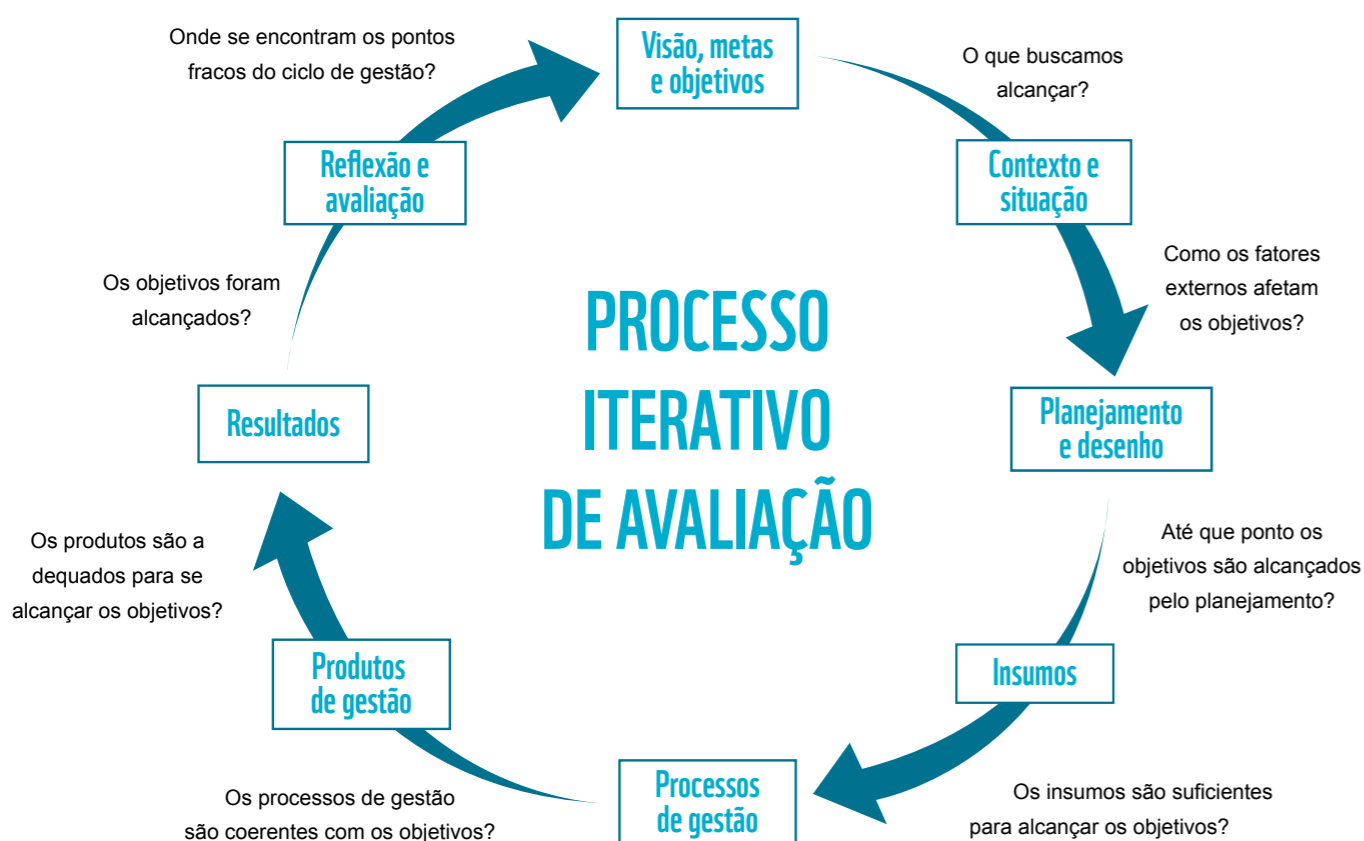 Onde se encontram os pontos
fracos do ciclo de gestão?
Visão, metas
e objetivos
O que buscamos
alcançar?
Contexto e
situação
Como os fatores
externos afetam
os objetivos?
Planejamento
e desenho
Até que ponto os
objetivos são alcançados
pelo planejamento?
Insumos
Os insumos são suficientes
para alcançar os objetivos?
Processos
de gestão
Os processos de gestão
são coerentes com os objetivos?
Produtos
de gestão
Os produtos são a
dequados para se
alcançar os objetivos?
Resultados
Os objetivos foram
alcançados?
Reflexão e
avaliação
PROCESSO
ITERATIVO
DE AVALIAÇÃO